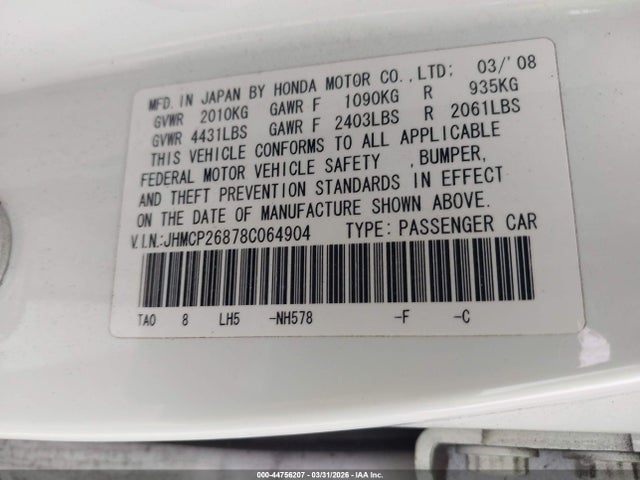 MFD. IN JAPAN BY HONDA MOTOR CO., LTD; 03/'08
GVWR 2010KG GAWR F 1090KG R 935KG
GVWR 4431LBS GAWR F 2403LBS R 2061LBS
THIS VEHICLE CONFORMS TO ALL APPLICABLE
FEDERAL MOTOR VEHICLE SAFETY ,BUMPER,
AND THEFT PREVENTION STANDARDS IN EFFECT
ON THE DATE OF MANUFACTURE SHOWN ABOVE.
V.I.N.:JHMCP26878C064904 TYPE: PASSENGER CAR
TA0 8 LH5 -NH578 -F -C
000-44756207 - 03/31/2026 - IAA Corp.